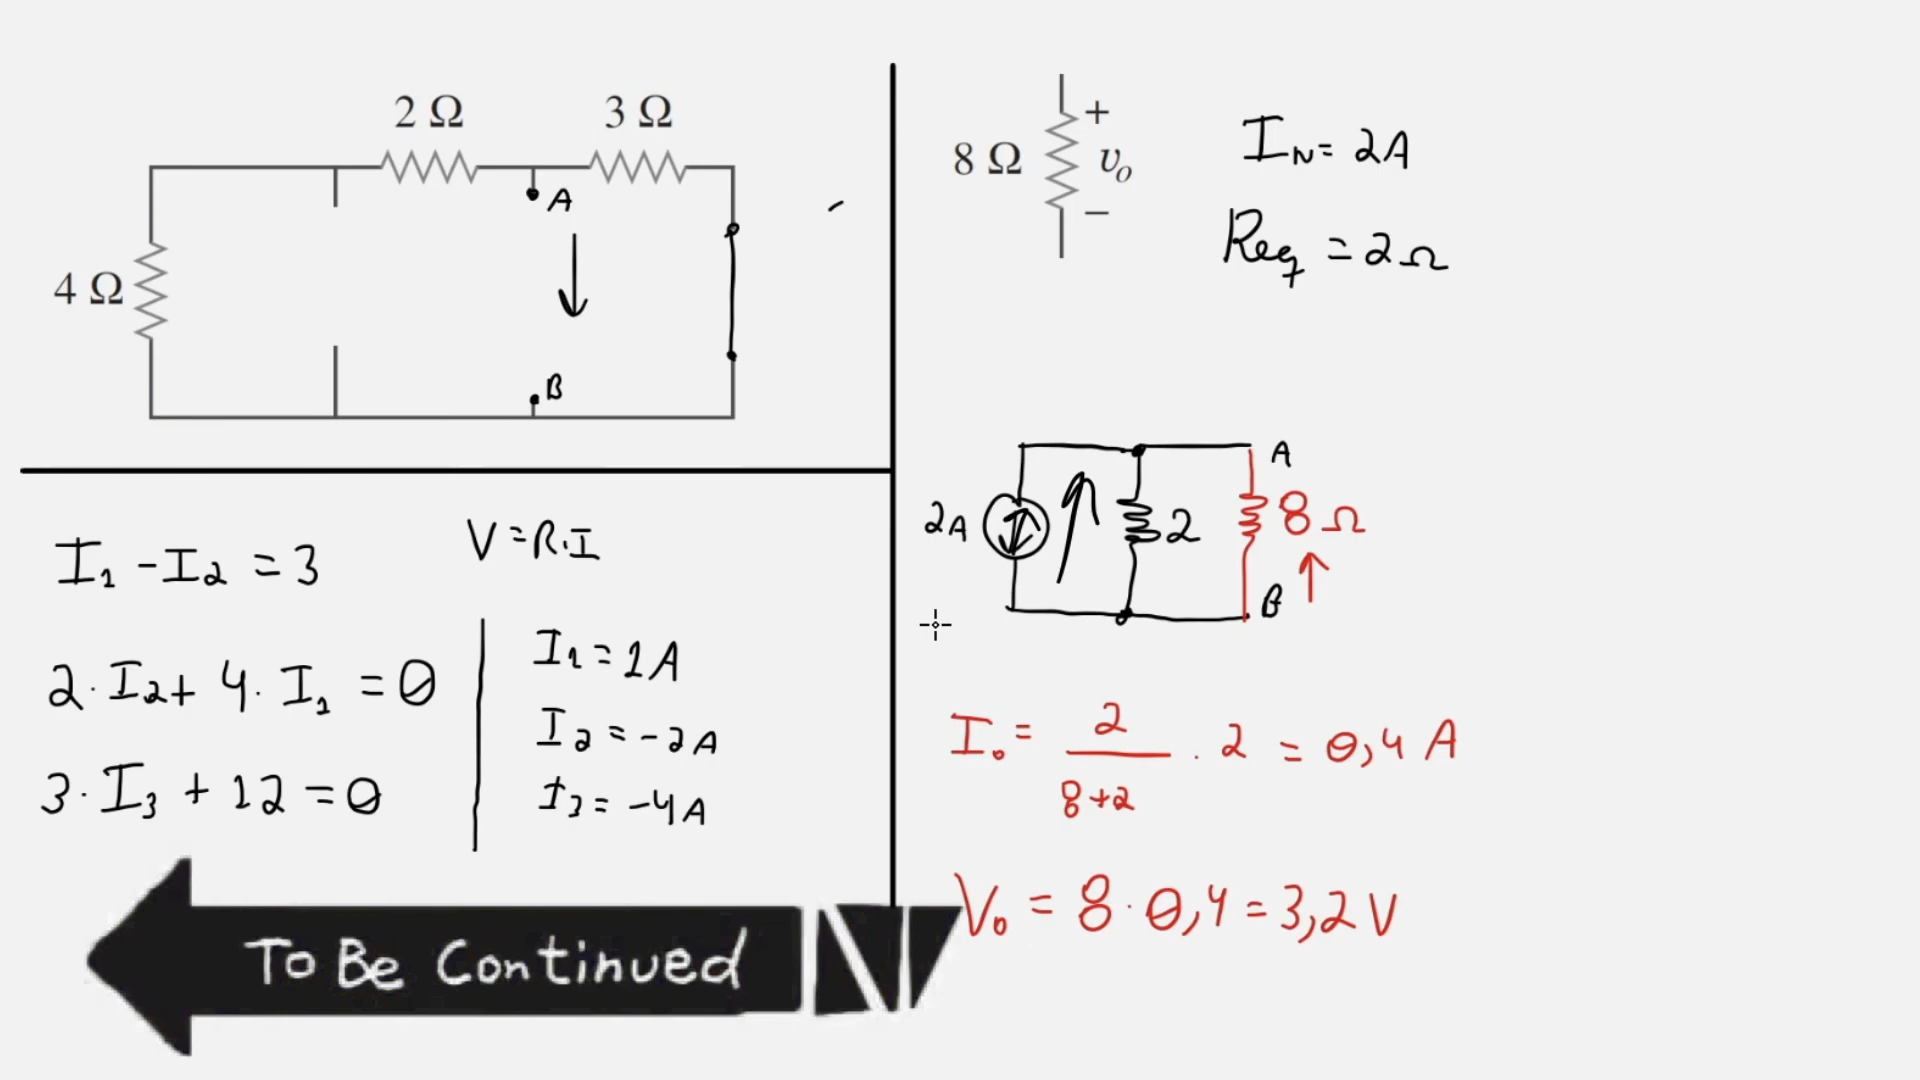 2 Ω
3 Ω
4 Ω
A
B
8 Ω
+
v₀
−
I_N = 2A
Req = 2Ω
I₁ - I₂ = 3
2·I₂ + 4·I₁ = 0
3·I₃ + 12 = 0
V = R.I
I₁ = 1A
I₂ = -2A
I₃ = -4A
2A
2
A
8 Ω
B
I₀ = 2/(8+2) . 2 = 0,4 A
V₀ = 8·0,4 = 3,2 V
To Be Continued